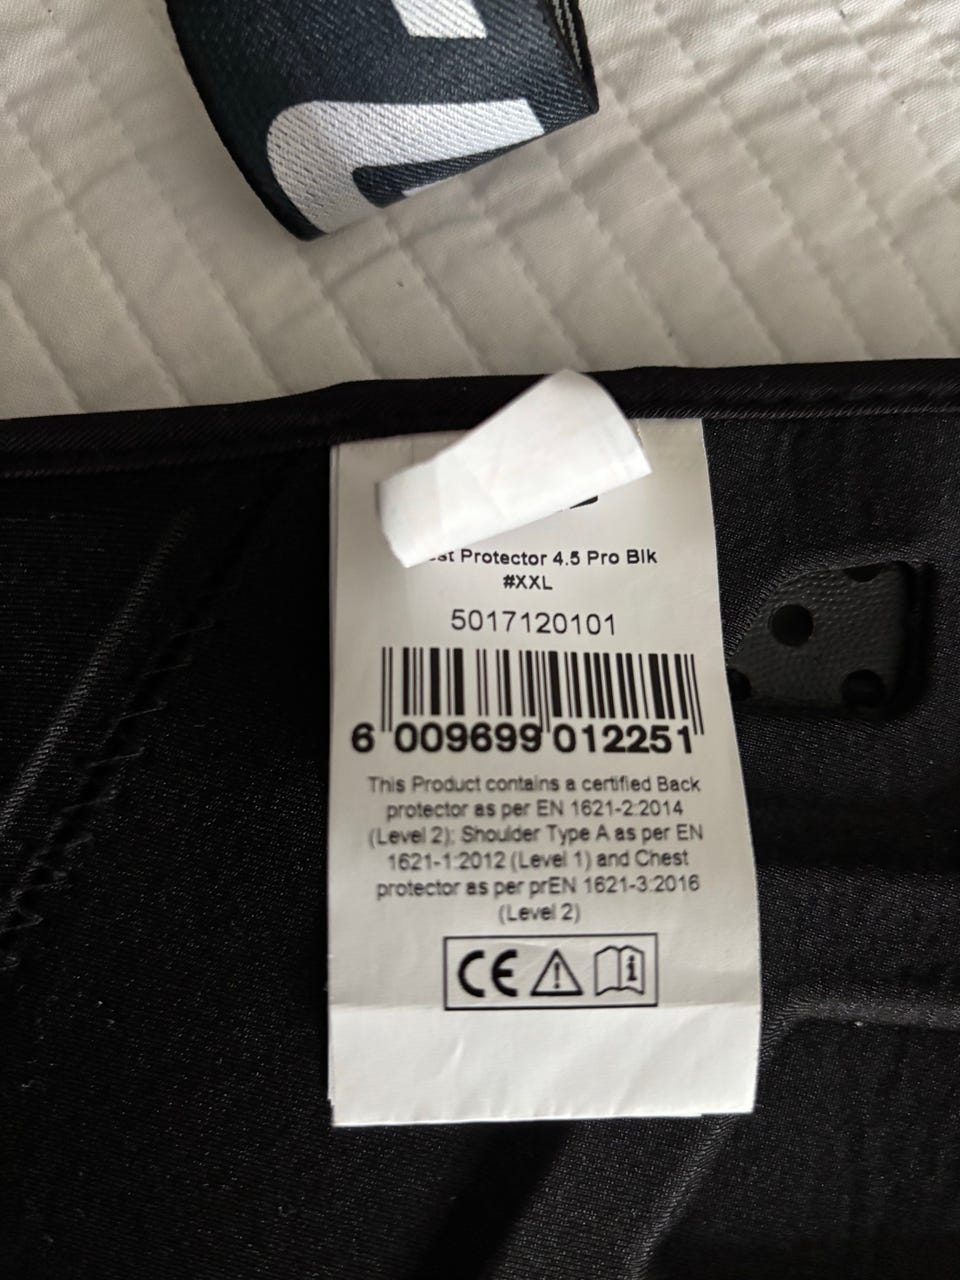 Protector 4.5 Pro Blk
#XXL
5017120101
6 009699 012251
This Product contains a certified Back
protector as per EN 1621-2:2014
(Level 2); Shoulder Type A as per EN
1621-1:2012 (Level 1) and Chest
protector as per prEN 1621-3:2016
(Level 2)
CE